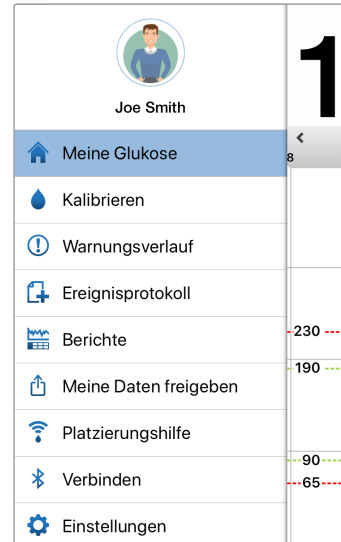 1
Joe Smith
8
Meine Glukose
Kalibrieren
Warnungsverlauf
Ereignisprotokoll
Berichte
230
Meine Daten freigeben
190
Platzierungshilfe
90
Verbinden
65
Einstellungen